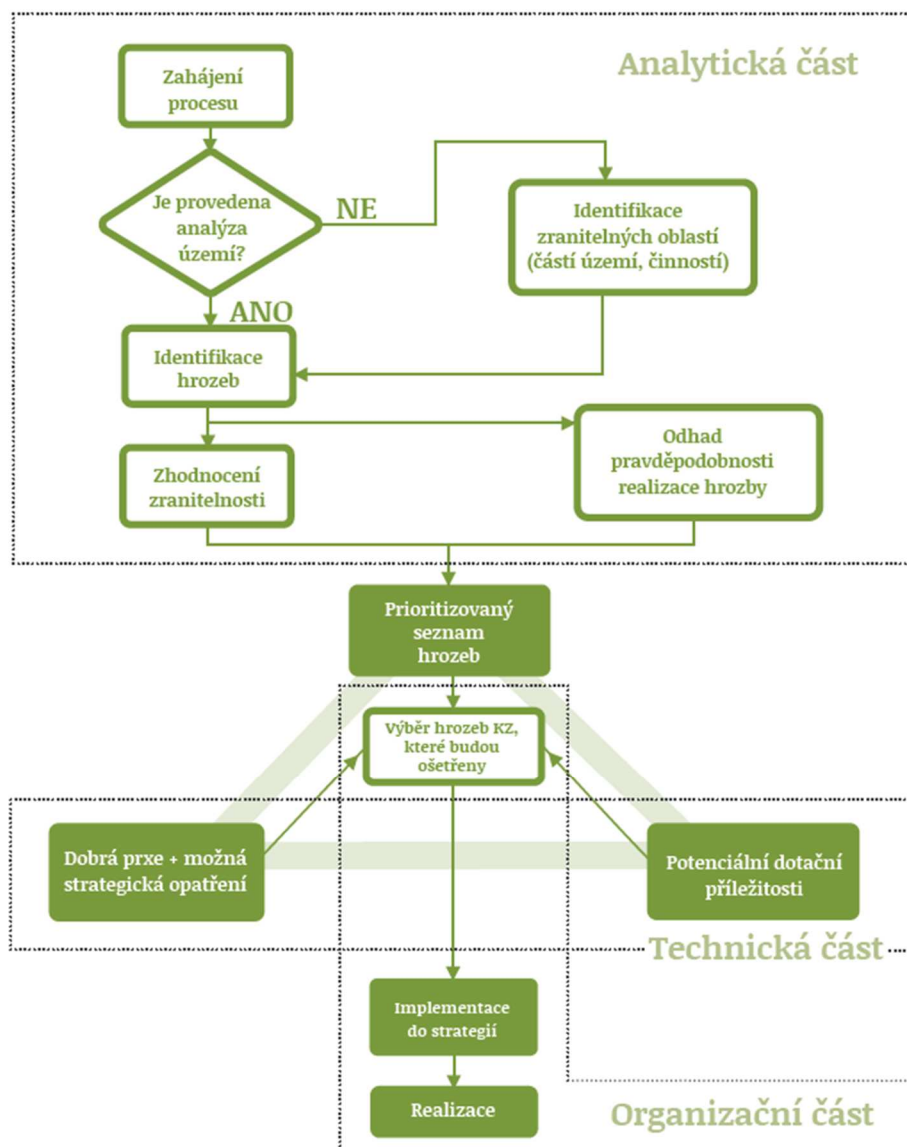 Analytická část
Zahájení
procesu
Je provedena
analýza
území?
NE
Identifikace
zranitelných oblastí
(částí území, činností)
ANO
Identifikace
hrozeb
Zhodnocení
zranitelnosti
Odhad
pravděpodobnosti
realizace hrozby
Prioritizovaný
seznam
hrozeb
Výběr hrozeb KZ,
které budou
ošetřeny
Dobrá prxe + možná
strategická opatření
Potenciální dotační
příležitosti
Technická část
Implementace
do strategií
Realizace
Organizační část